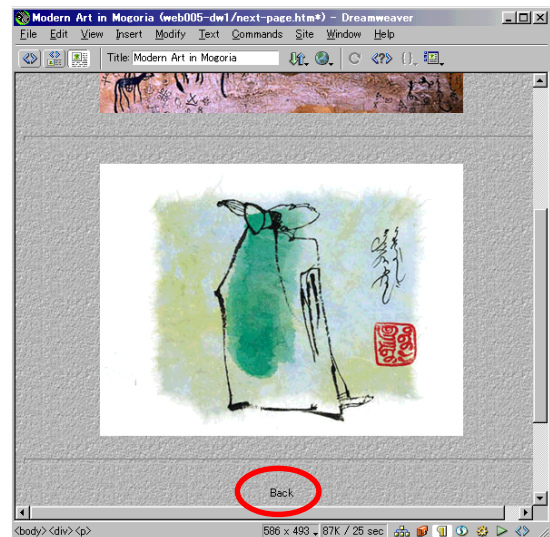 Modern Art in Mogoria (web005-dw1/next-page.htm*) - Dreamweaver
File Edit View Insert Modify Text Commands Site Window Help
Title: Modern Art in Mogoria
Back
<body> <div> <p> 586 x 493 87K / 25 sec